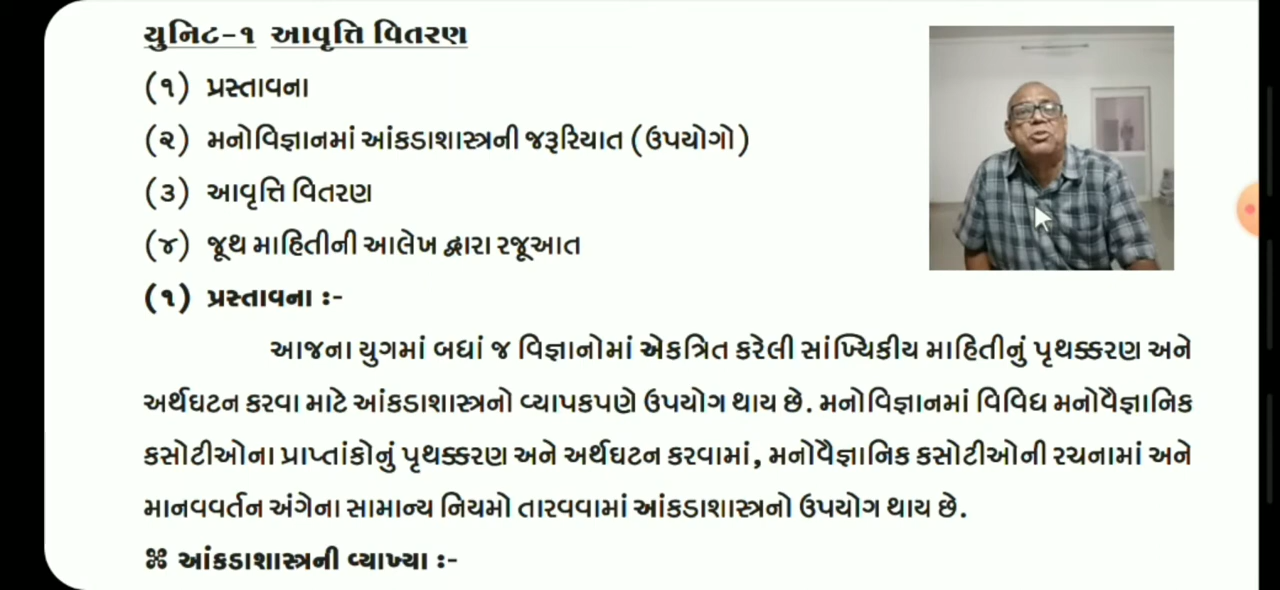 યુનિટ-૧ આવૃત્તિ વિતરણ
(૧) પ્રસ્તાવના
(૨) મનોવિજ્ઞાનમાં આંકડાશાસ્ત્રની જરૂરિયાત (ઉપયોગો)
(૩) આવૃત્તિ વિતરણ
(૪) જૂથ માહિતીની આલેખ દ્વારા રજૂઆત
(૧) પ્રસ્તાવના :-
આજના યુગમાં બધાં જ વિજ્ઞાનોમાં એકત્રિત કરેલી સાંખ્યિકીય માહિતીનું પૃથક્કરણ અને
અર્થઘટન કરવા માટે આંકડાશાસ્ત્રનો વ્યાપકપણે ઉપયોગ થાય છે. મનોવિજ્ઞાનમાં વિવિધ મનોવૈજ્ઞાનિક
કસોટીઓના પ્રાપ્તાંકોનું પૃથક્કરણ અને અર્થઘટન કરવામાં, મનોવૈજ્ઞાનિક કસોટીઓની રચનામાં અને
માનવવર્તન અંગેના સામાન્ય નિયમો તારવવામાં આંકડાશાસ્ત્રનો ઉપયોગ થાય છે.
⌘ આંકડાશાસ્ત્રની વ્યાખ્યા :-